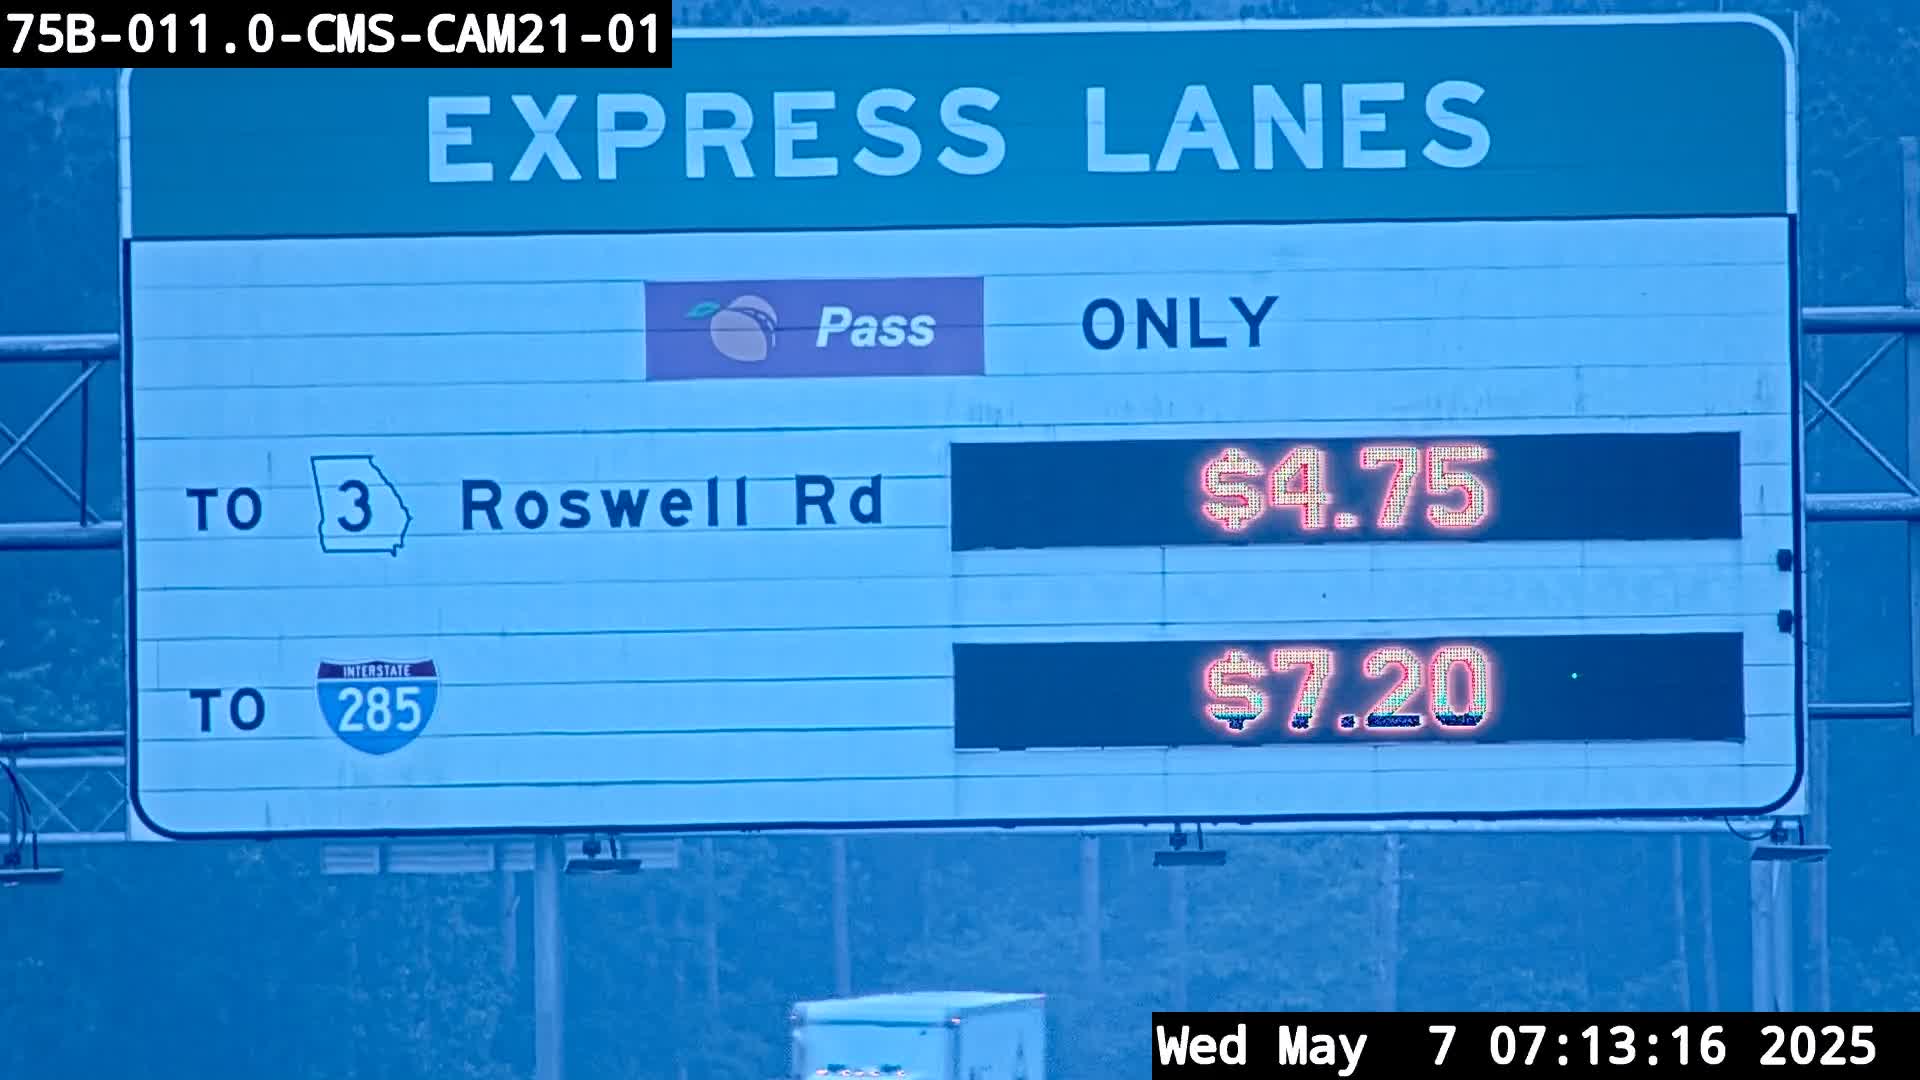 75B-011.0-CMS-CAM21-01
EXPRESS LANES
Pass ONLY
TO 3 Roswell Rd $4.75
TO INTERSTATE 285 $7.20
Wed May 7 07:13:16 2025